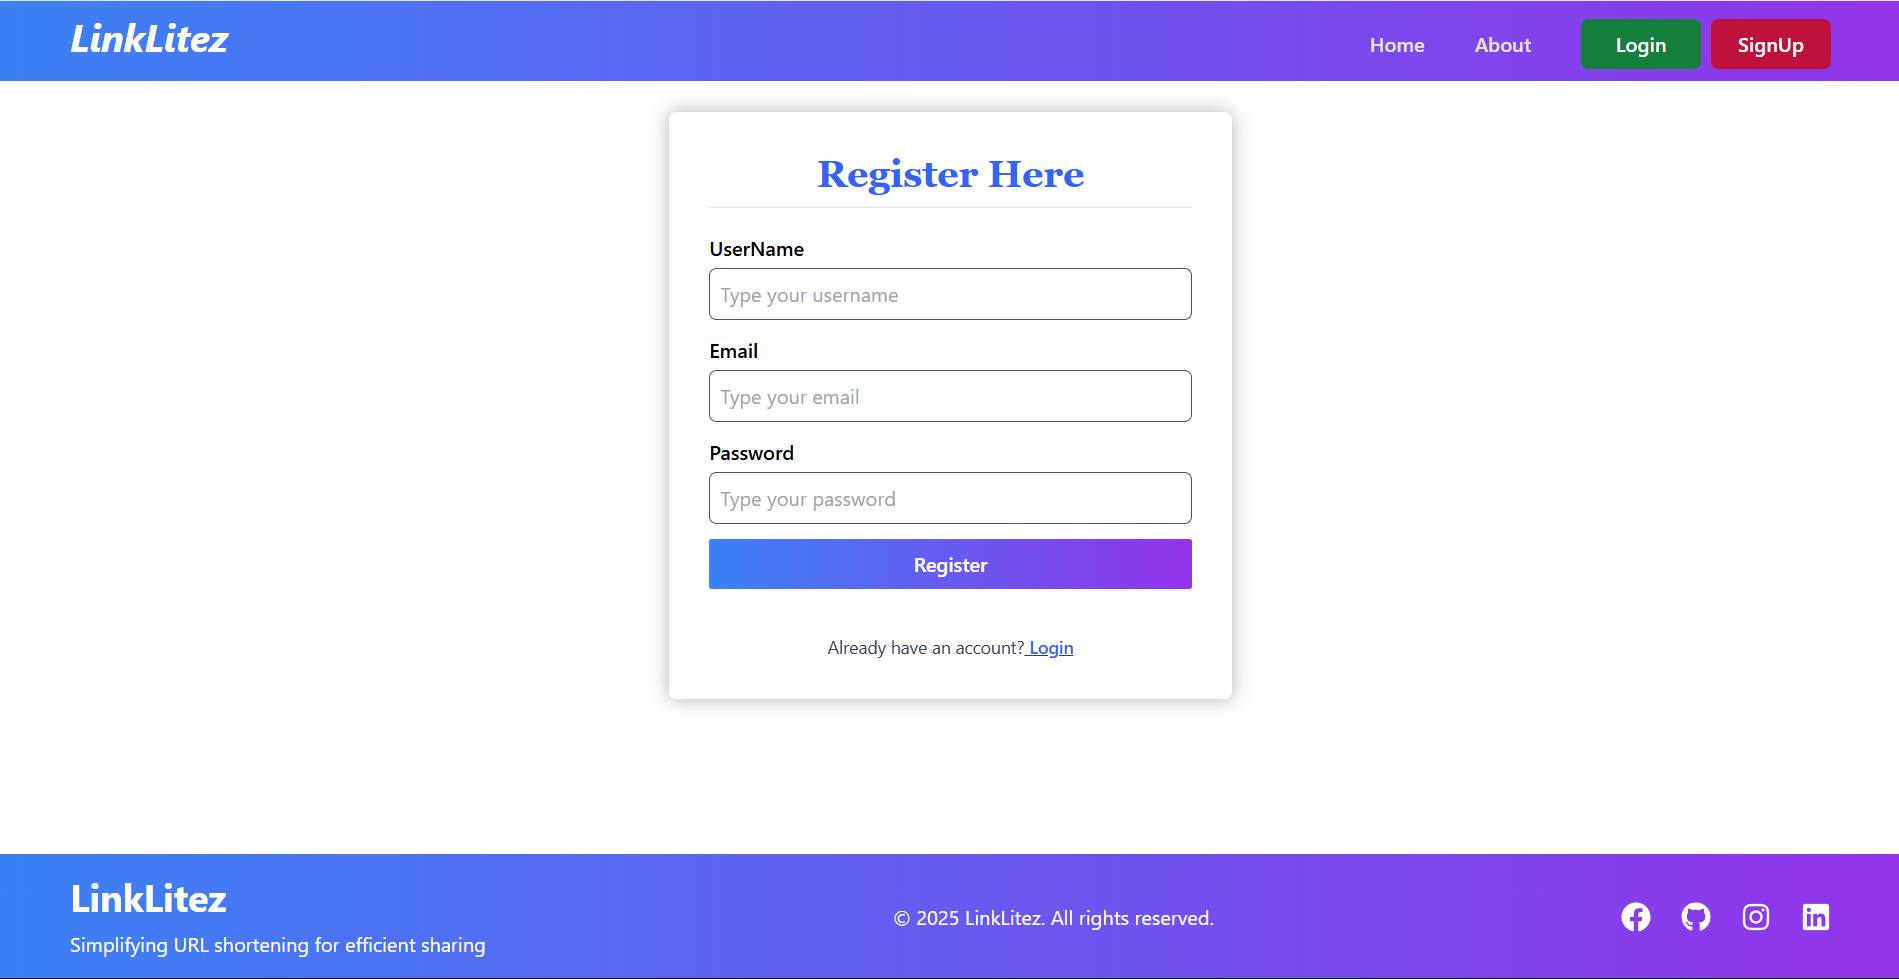 LinkLitez
Home About Login SignUp
Register Here
UserName
Type your username
Email
Type your email
Password
Type your password
Register
Already have an account? Login
LinkLitez
Simplifying URL shortening for efficient sharing
© 2025 LinkLitez. All rights reserved.